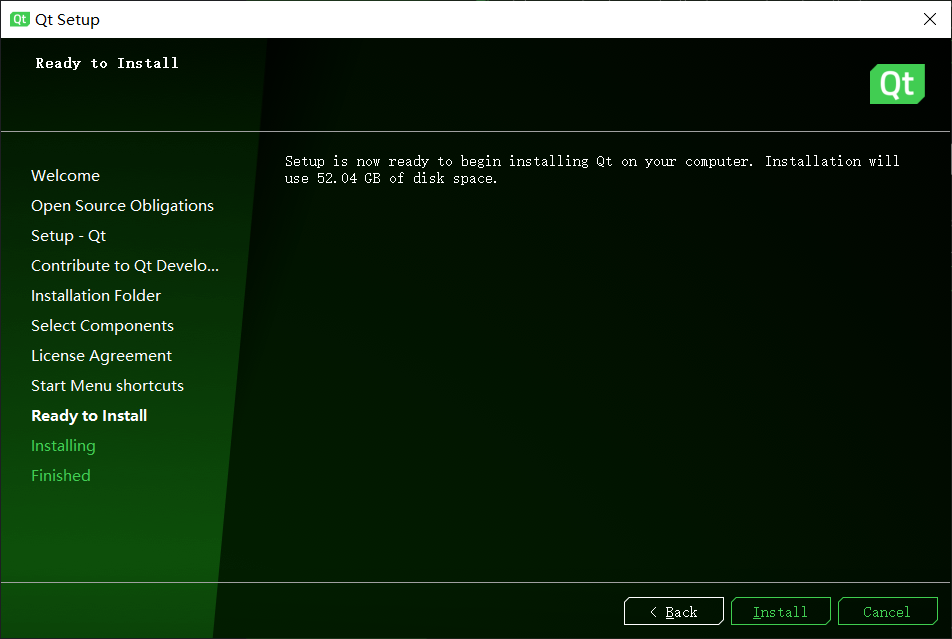 Qt Qt Setup
Ready to Install
Qt
Setup is now ready to begin installing Qt on your computer. Installation will
use 52.04 GB of disk space.
Welcome
Open Source Obligations
Setup - Qt
Contribute to Qt Develo...
Installation Folder
Select Components
License Agreement
Start Menu shortcuts
Ready to Install
Installing
Finished
< Back
Install
Cancel